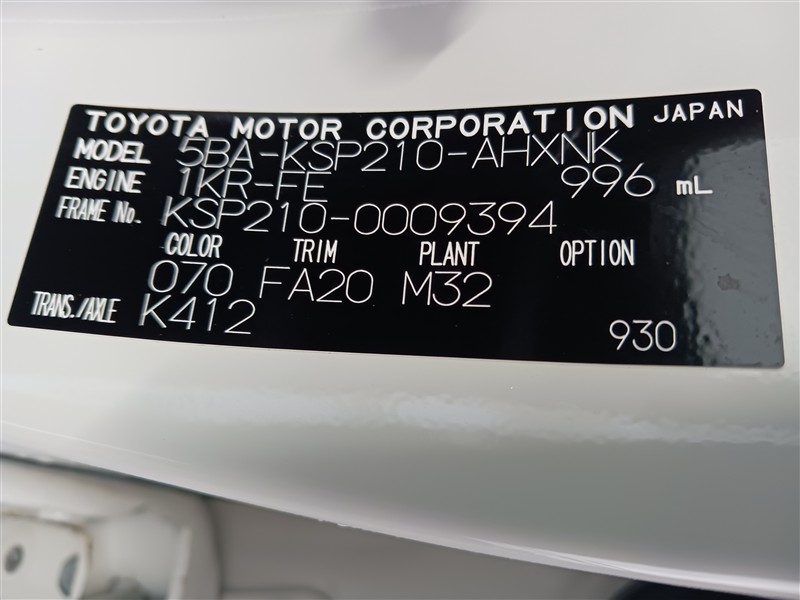 TOYOTA MOTOR CORPORATION JAPAN
MODEL 5BA-KSP210-AHXNK
ENGINE 1KR-FE 996 mL
FRAME No. KSP210-0009394
COLOR TRIM PLANT OPTION
070 FA20 M32
TRANS./AXLE K412
930